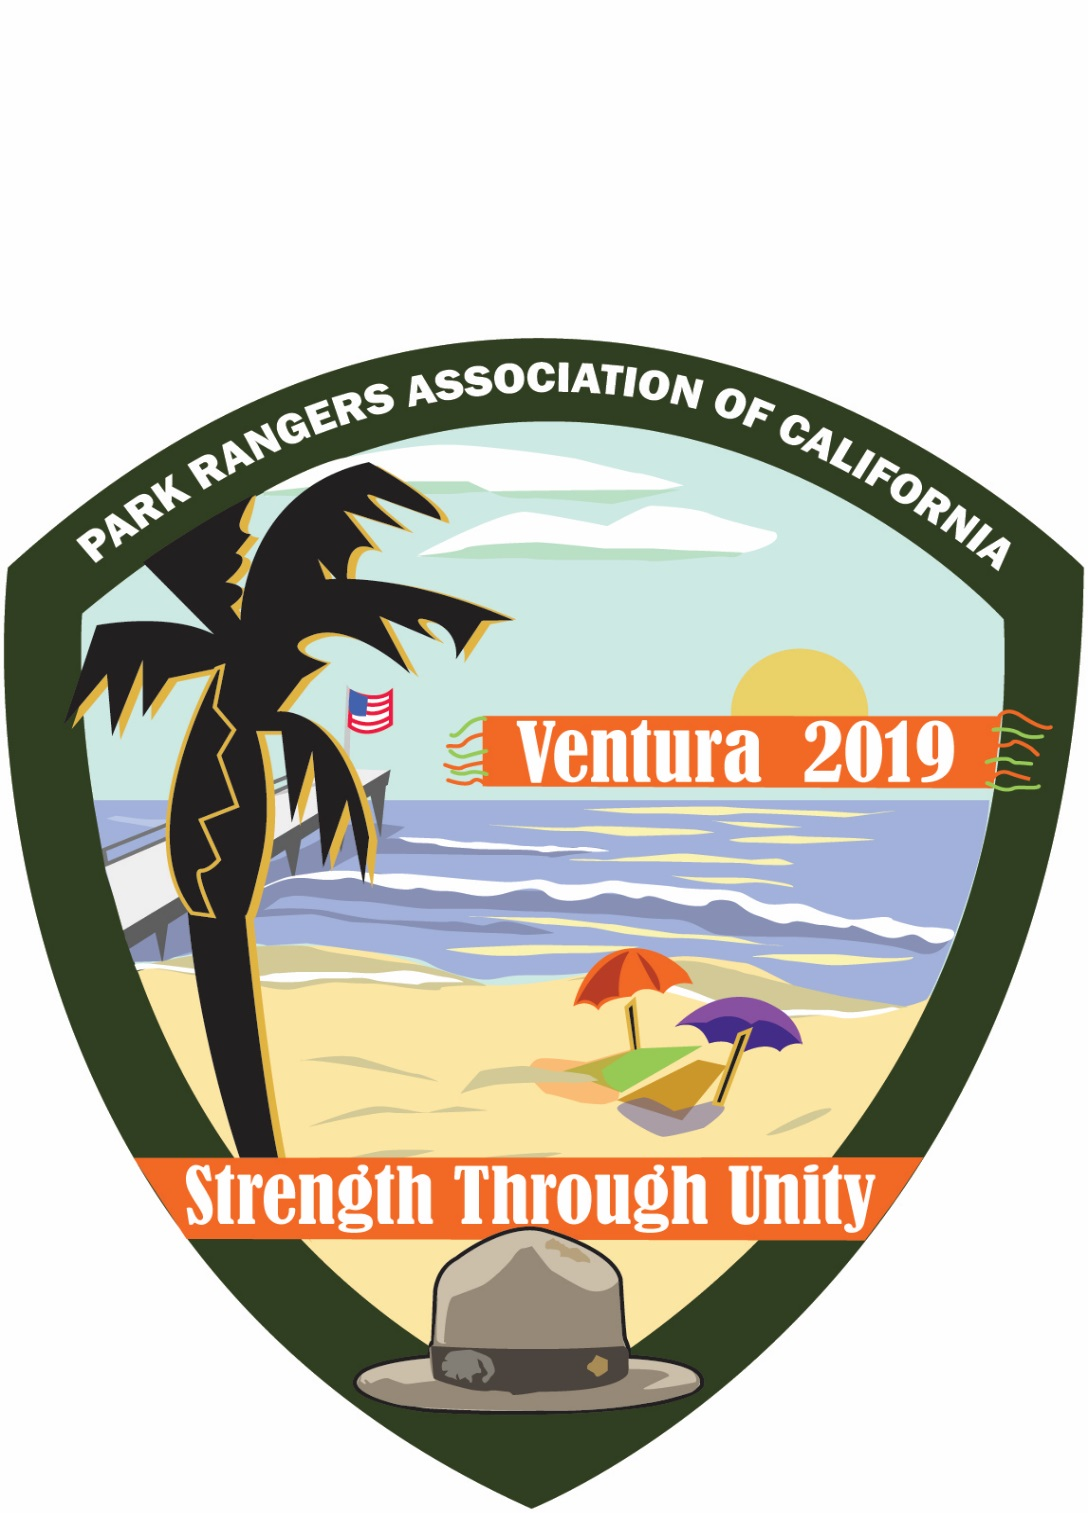 PARK RANGERS ASSOCIATION OF CALIFORNIA
Ventura 2019
Strength Through Unity